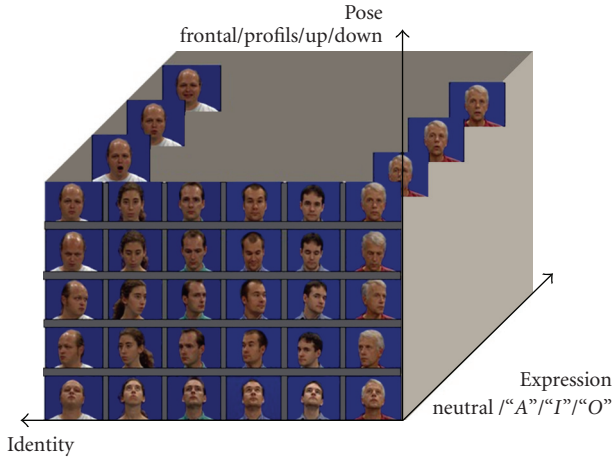 Pose
frontal/profils/up/down
Expression
neutral /“A”/“I”/“O”
Identity